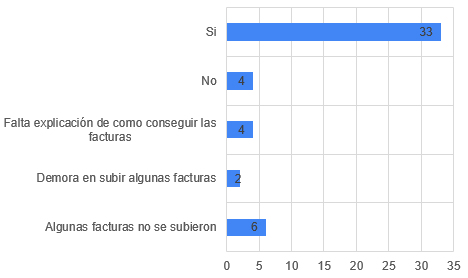 Si
33
No
4
Falta explicación de como conseguir las
facturas
4
Demora en subir algunas facturas
2
Algunas facturas no se subieron
6
0 5 10 15 20 25 30 35